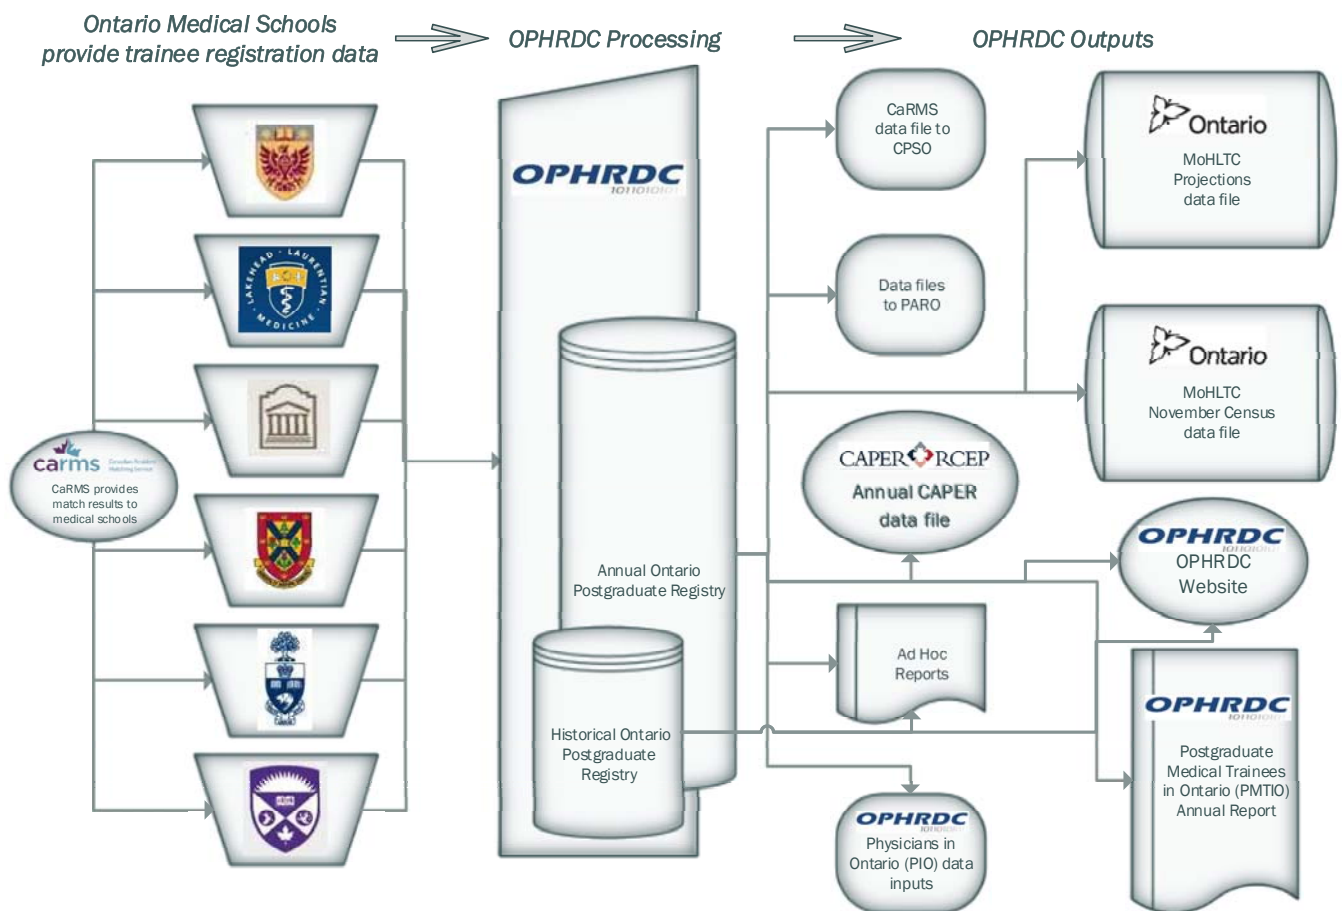 Ontario Medical Schools
provide trainee registration data
OPHRDC Processing
OPHRDC Outputs
LAKEHEAD · LAURENTIAN
· MEDICINE ·
carms
CaRMS provides
match results to
medical schools
OPHRDC
Annual Ontario
Postgraduate Registry
Historical Ontario
Postgraduate
Registry
CaRMS
data file to
CPSO
Data files
to PARO
CAPER RCEP
Annual CAPER
data file
Ad Hoc
Reports
OPHRDC
Physicians in
Ontario (PIO) data
inputs
Ontario
MoHLTC
Projections
data file
Ontario
MoHLTC
November Census
data file
OPHRDC
OPHRDC
Website
OPHRDC
Postgraduate
Medical Trainees
in Ontario (PMTIO)
Annual Report